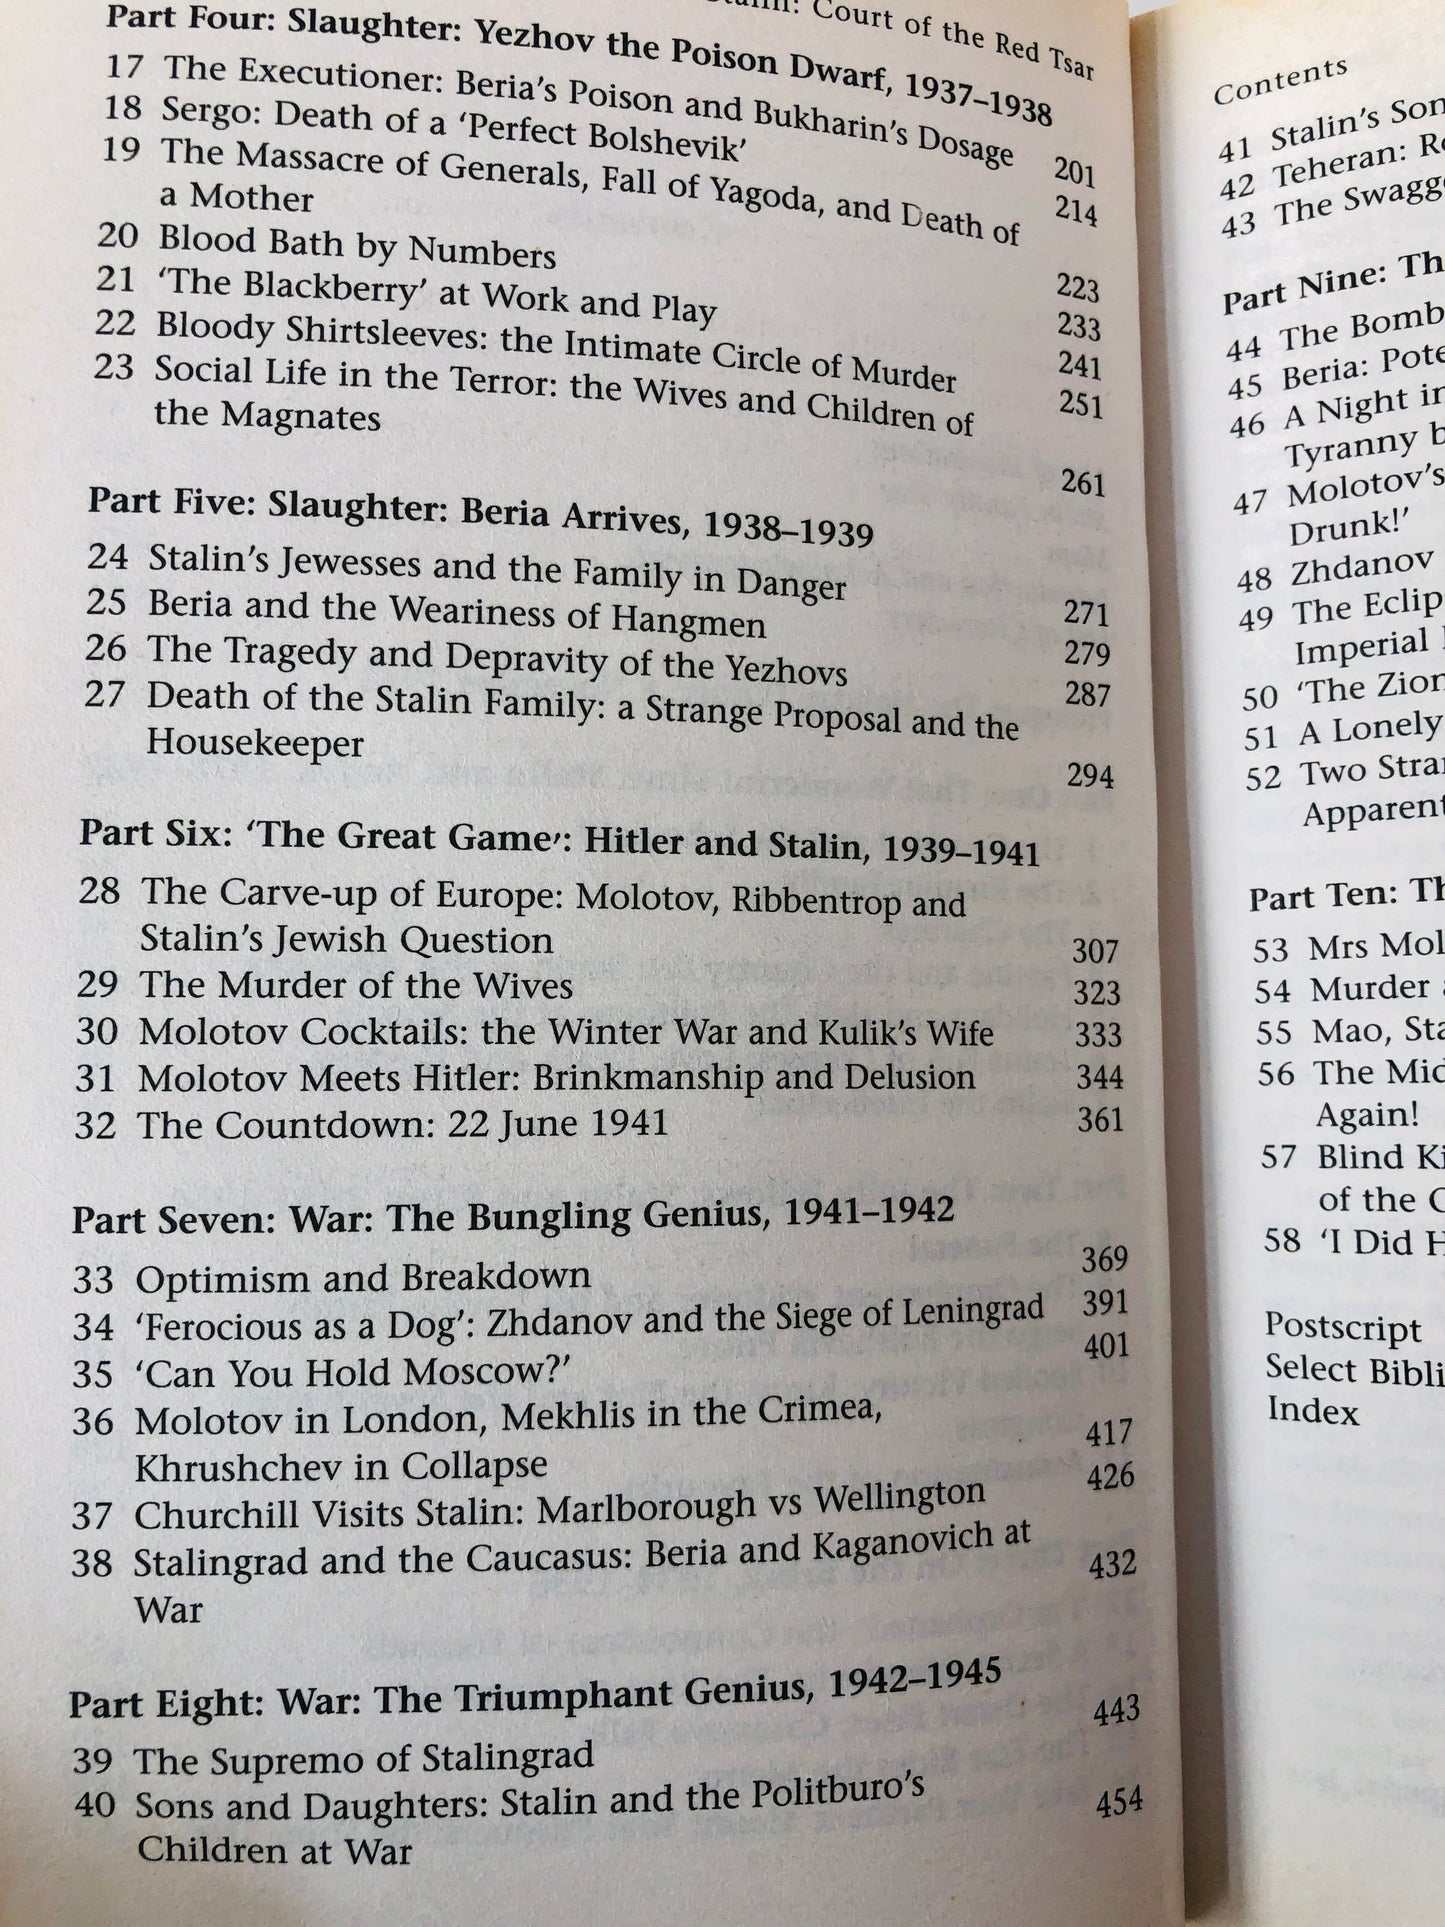 Stalin: Court of the Red Tsar
Part Four: Slaughter: Yezhov the Poison Dwarf, 1937–1938
17 The Executioner: Beria’s Poison and Bukharin’s Dosage 201
18 Sergo: Death of a ‘Perfect Bolshevik’ 214
19 The Massacre of Generals, Fall of Yagoda, and Death of
a Mother 223
20 Blood Bath by Numbers 233
21 ‘The Blackberry’ at Work and Play 241
22 Bloody Shirtsleeves: the Intimate Circle of Murder 251
23 Social Life in the Terror: the Wives and Children of
the Magnates 261
Part Five: Slaughter: Beria Arrives, 1938–1939
24 Stalin’s Jewesses and the Family in Danger 271
25 Beria and the Weariness of Hangmen 279
26 The Tragedy and Depravity of the Yezhovs 287
27 Death of the Stalin Family: a Strange Proposal and the
Housekeeper 294
Part Six: ‘The Great Game’: Hitler and Stalin, 1939–1941
28 The Carve-up of Europe: Molotov, Ribbentrop and
Stalin’s Jewish Question 307
29 The Murder of the Wives 323
30 Molotov Cocktails: the Winter War and Kulik’s Wife 333
31 Molotov Meets Hitler: Brinkmanship and Delusion 344
32 The Countdown: 22 June 1941 361
Part Seven: War: The Bungling Genius, 1941–1942
33 Optimism and Breakdown 369
34 ‘Ferocious as a Dog’: Zhdanov and the Siege of Leningrad 391
35 ‘Can You Hold Moscow?’ 401
36 Molotov in London, Mekhlis in the Crimea,
Khrushchev in Collapse 417
37 Churchill Visits Stalin: Marlborough vs Wellington 426
38 Stalingrad and the Caucasus: Beria and Kaganovich at
War 432
Part Eight: War: The Triumphant Genius, 1942–1945
39 The Supremo of Stalingrad 443
40 Sons and Daughters: Stalin and the Politburo’s
Children at War 454
Contents
41 Stalin’s
42 Teheran:
43 The
Part Nine:
44 The
45 Beria:
46 A Night
Tyranny
47 Molotov’s
Drunk!’
48 Zhdanov
49 The
Imperial
50 ‘The
51 A Lonely
52 Two
Part Ten:
53 Mrs
54 Murder
55 Mao,
56 The
Again!
57 Blind
of the
58 ‘I Did
Postscript
Select
Index